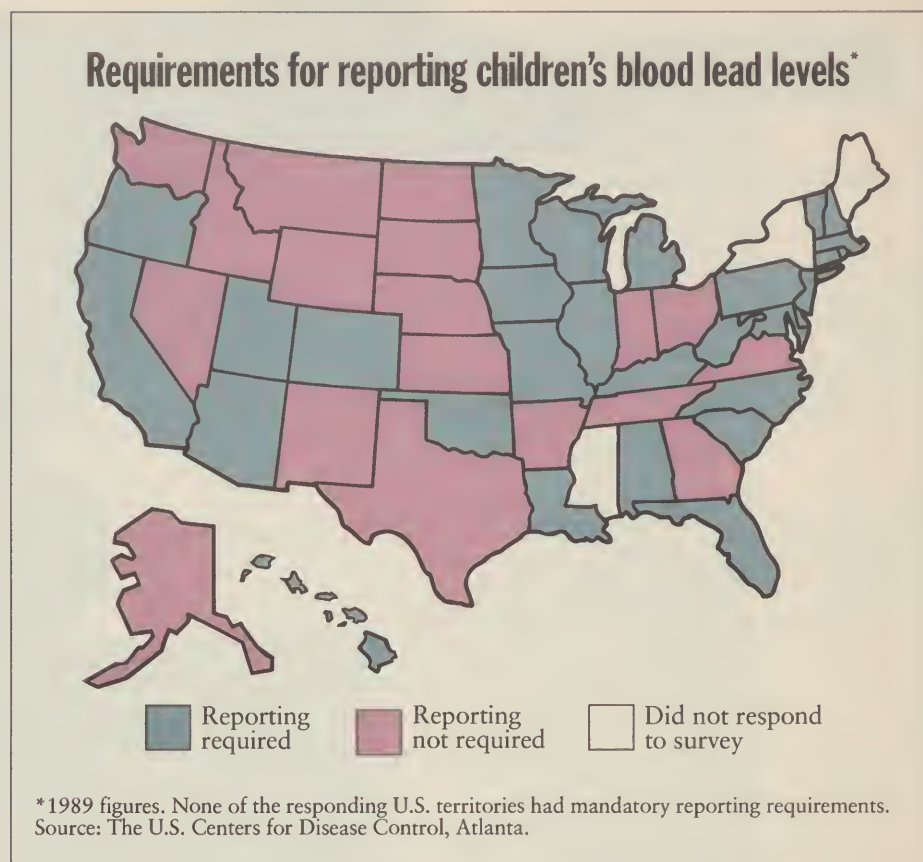 Requirements for reporting children's blood lead levels*
Reporting
required
Reporting
not required
Did not respond
to survey
*1989 figures. None of the responding U.S. territories had mandatory reporting requirements.
Source: The U.S. Centers for Disease Control, Atlanta.